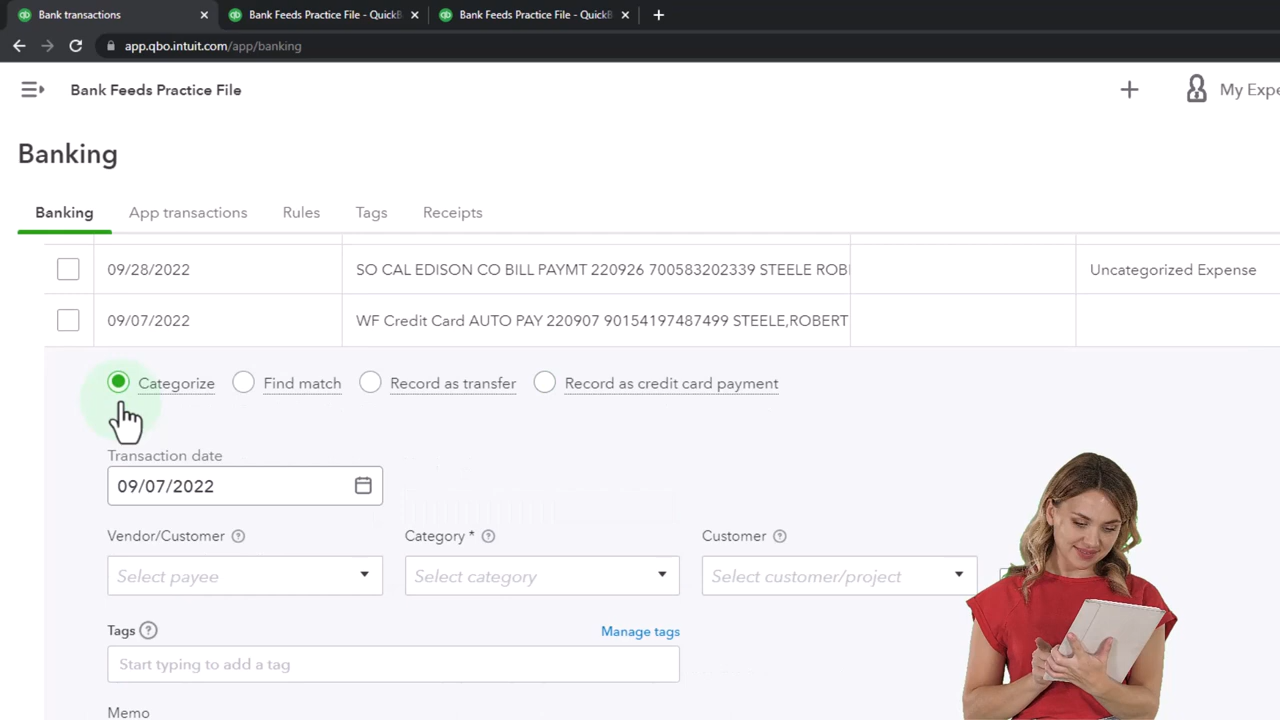 Bank transactions
Bank Feeds Practice File - QuickB
Bank Feeds Practice File - QuickB
app.qbo.intuit.com/app/banking
Bank Feeds Practice File
My Expe
Banking
Banking App transactions Rules Tags Receipts
09/28/2022 SO CAL EDISON CO BILL PAYMT 220926 700583202339 STEELE ROB Uncategorized Expense
09/07/2022 WF Credit Card AUTO PAY 220907 90154197487499 STEELE,ROBERT
Categorize Find match Record as transfer Record as credit card payment
Transaction date
09/07/2022
Vendor/Customer ? Category * ? Customer ?
Select payee Select category Select customer/project
Tags ? Manage tags
Start typing to add a tag
Memo